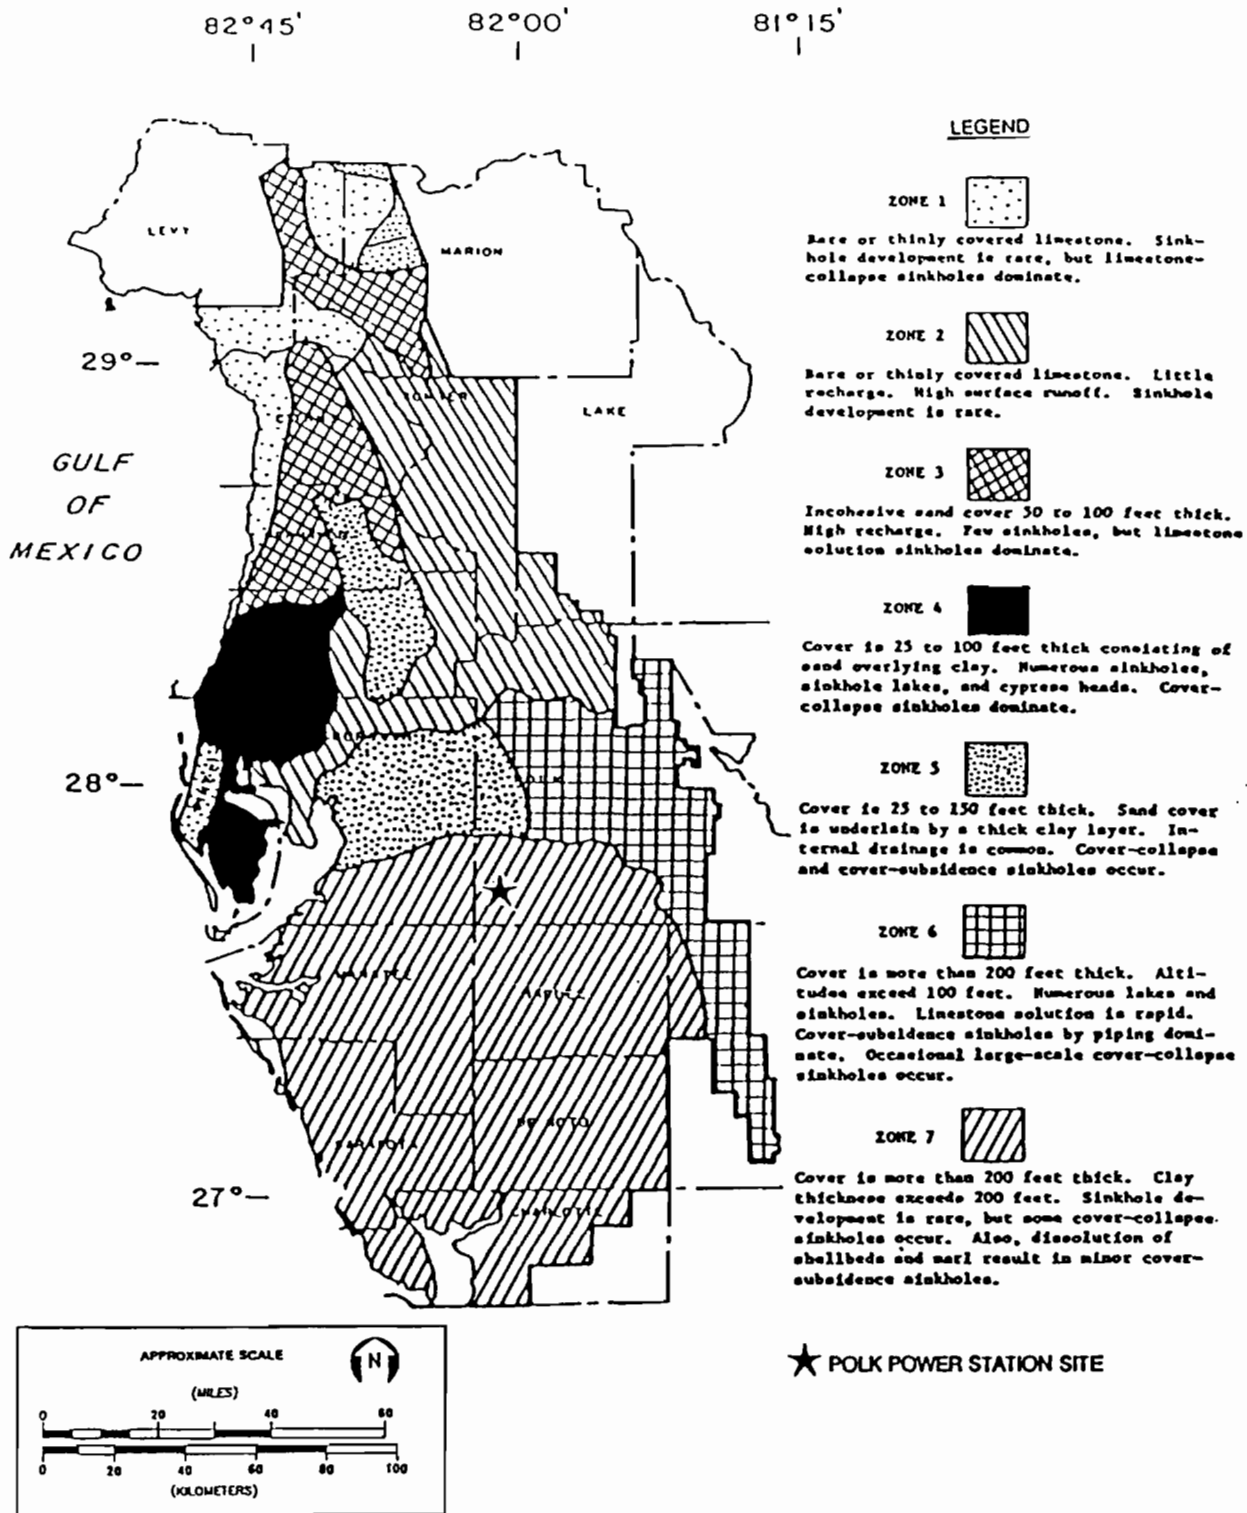 82°45' 82°00' 81°15'
LEGEND
ZONE 1
Bare or thinly covered limestone. Sink-
hole development is rare, but limestone-
collapse sinkholes dominate.
ZONE 2
Bare or thinly covered limestone. Little
recharge. High surface runoff. Sinkhole
development is rare.
ZONE 3
Incohesive sand cover 50 to 100 feet thick.
High recharge. Few sinkholes, but limestone
solution sinkholes dominate.
ZONE 4
Cover is 25 to 100 feet thick consisting of
sand overlying clay. Numerous sinkholes,
sinkhole lakes, and cypress heads. Cover-
collapse sinkholes dominate.
ZONE 5
Cover is 25 to 150 feet thick. Sand cover
is underlain by a thick clay layer. In-
ternal drainage is common. Cover-collapse
and cover-subsidence sinkholes occur.
ZONE 6
Cover is more than 200 feet thick. Alti-
tudes exceed 100 feet. Numerous lakes and
sinkholes. Limestone solution is rapid.
Cover-subsidence sinkholes by piping domi-
nate. Occasional large-scale cover-collapse
sinkholes occur.
ZONE 7
Cover is more than 200 feet thick. Clay
thickness exceeds 200 feet. Sinkhole de-
velopment is rare, but some cover-collapse
sinkholes occur. Also, dissolution of
shellbeds and marl result in minor cover-
subsidence sinkholes.
POLK POWER STATION SITE
LEVY
MARION
29°
SUMTER
LAKE
GULF
OF
MEXICO
28°
POLK
MANATEE
HARDEE
DE SOTO
SARASOTA
27°
CHARLOTTE
APPROXIMATE SCALE
N
(MILES)
0 20 40 60
0 20 40 60 80 100
(KILOMETERS)